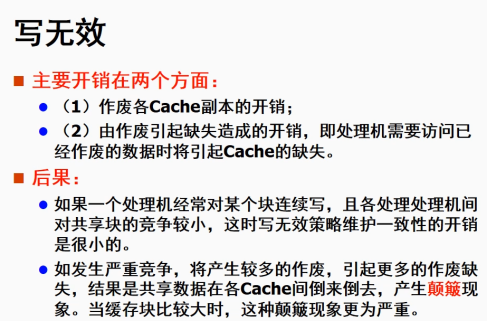 写无效
主要开销在两个方面：
（1）作废各Cache副本的开销；
（2）由作废引起缺失造成的开销，即处理机需要访问已
经作废的数据时将引起Cache的缺失。
后果：
如果一个处理机经常对某个块连续写，且各处理处理机间
对共享块的竞争较小，这时写无效策略维护一致性的开销
是很小的。
如发生严重竞争，将产生较多的作废，引起更多的作废缺
失，结果是共享数据在各Cache间倒来倒去，产生颠簸现
象。当缓存块比较大时，这种颠簸现象更为严重。